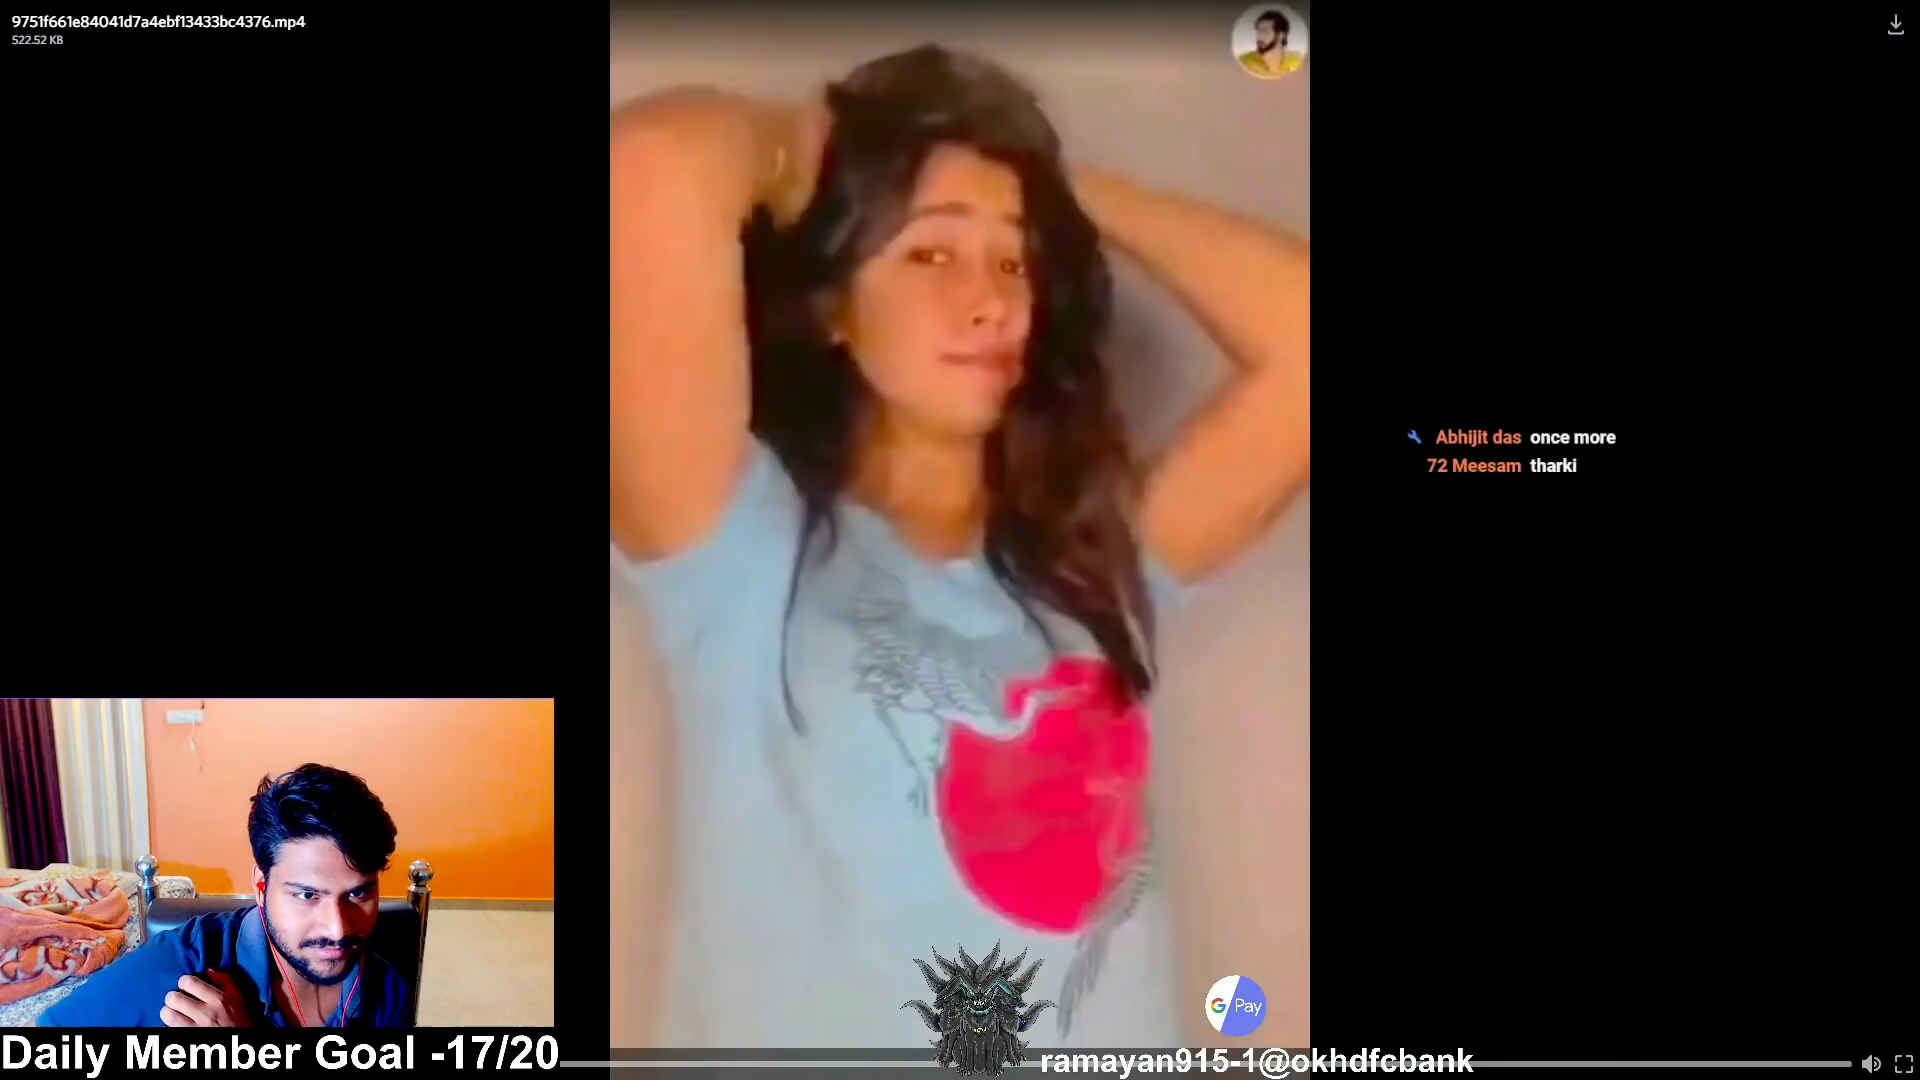 9751f661e84041d7a4ebf13433bc4376.mp4
522.52 KB
Abhijit das once more
72 Meesam tharki
G Pay
Daily Member Goal -17/20
ramayan915-1@okhdfcbank